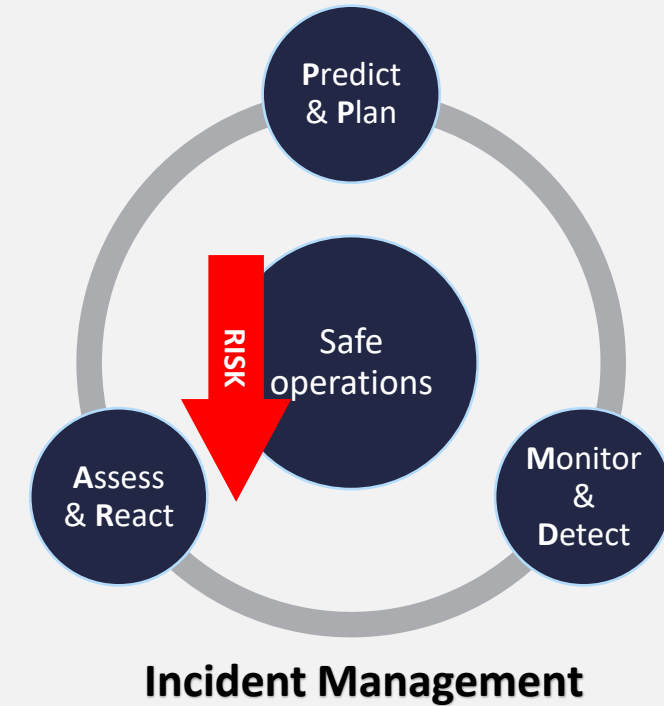 Predict
& Plan
RISK
Safe
operations
Assess
& React
Monitor
&
Detect
Incident Management